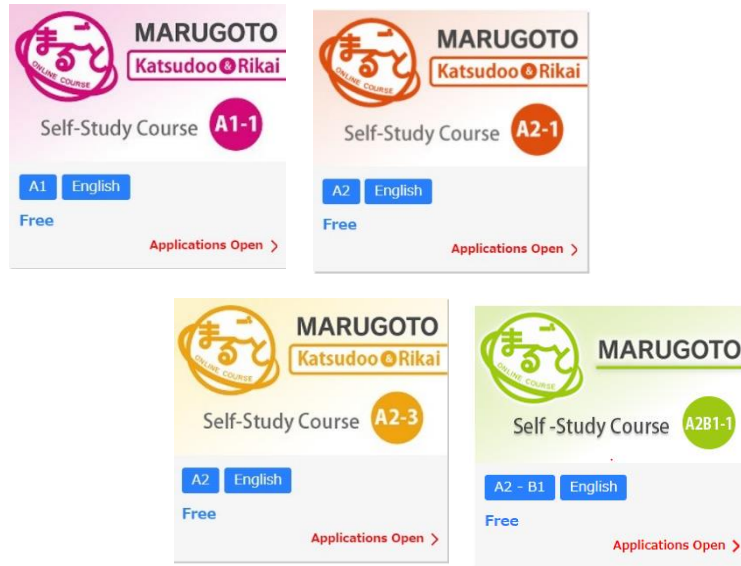 まるごと
ONLINE COURSE
MARUGOTO
Katsudoo & Rikai
Self-Study Course A1-1
A1 English
Free
Applications Open >
まるごと
ONLINE COURSE
MARUGOTO
Katsudoo & Rikai
Self-Study Course A2-1
A2 English
Free
Applications Open >
まるごと
ONLINE COURSE
MARUGOTO
Katsudoo & Rikai
Self-Study Course A2-3
A2 English
Free
Applications Open >
まるごと
ONLINE COURSE
MARUGOTO
Self -Study Course A2B1-1
A2 - B1 English
Free
Applications Open >